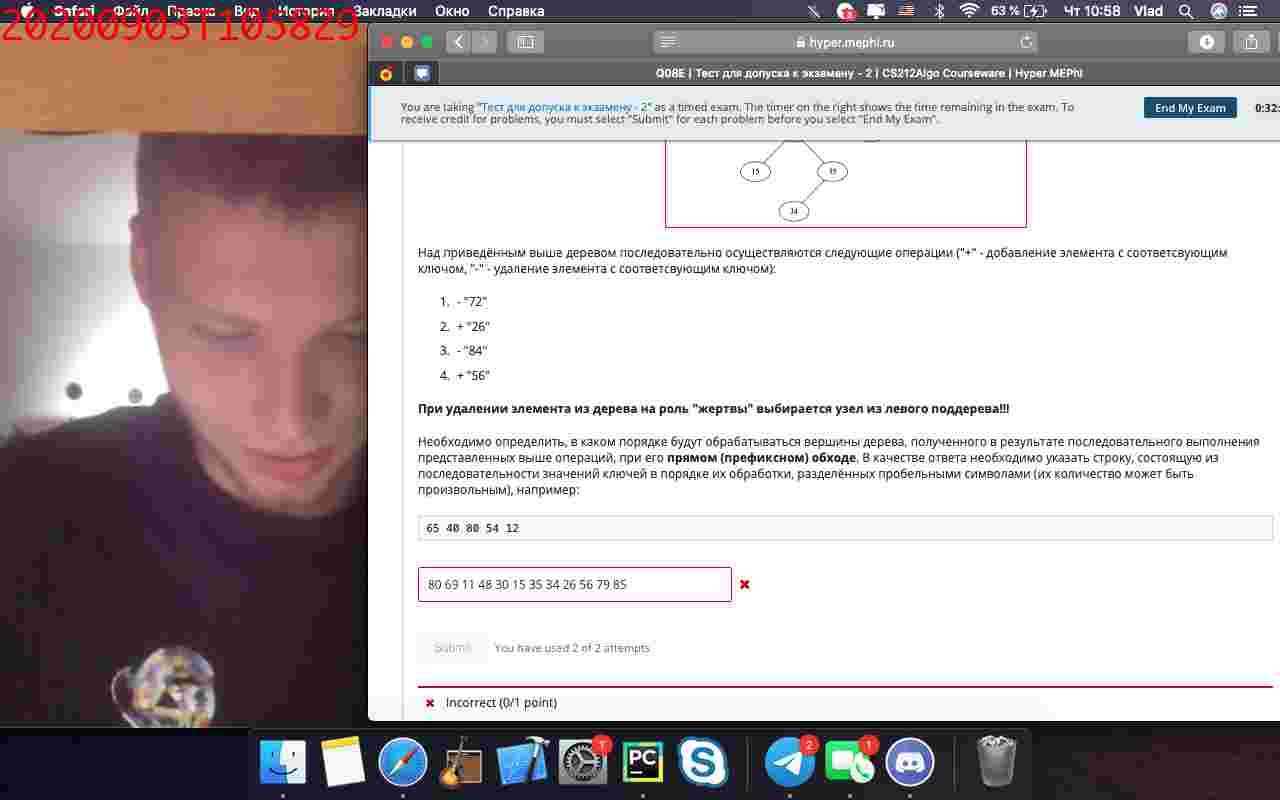 Safari Файл Правка Вид История Закладки Окно Справка 63 % Чт 10:58 Vlad
20200903T105829
hyper.mephi.ru
Q08E | Тест для допуска к экзамену - 2 | CS212Algo Courseware | Hyper.MEPhI
You are taking "Тест для допуска к экзамену - 2" as a timed exam. The timer on the right shows the time remaining in the exam. To
receive credit for problems, you must select "Submit" for each problem before you select "End My Exam".
End My Exam
0:32:
15
34
Над приведённым выше деревом последовательно осуществляются следующие операции ("+" - добавление элемента с соответсвующим
ключом, "-" - удаление элемента с соответсвующим ключом):
1. - "72"
2. + "26"
3. - "84"
4. + "56"
При удалении элемента из дерева на роль "жертвы" выбирается узел из левого поддерева!!!
Необходимо определить, в каком порядке будут обрабатываться вершины дерева, полученного в результате последовательного выполнения
представленных выше операций, при его прямом (префиксном) обходе. В качестве ответа необходимо указать строку, состоящую из
последовательности значений ключей в порядке их обработки, разделённых пробельными символами (их количество может быть
произвольным), например:
65 40 80 54 12
80 69 11 48 30 15 35 34 26 56 79 85
Submit You have used 2 of 2 attempts
Incorrect (0/1 point)
1
PC
2
1